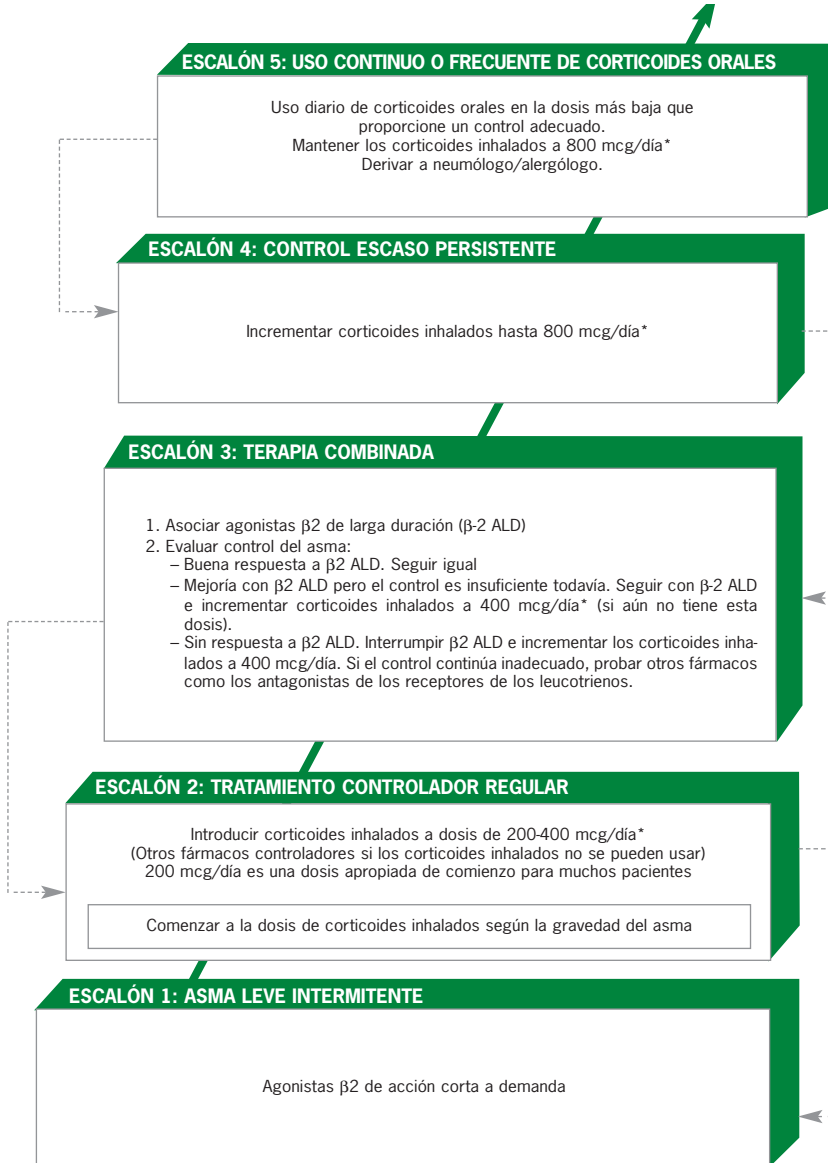 ESCALÓN 5: USO CONTINUO O FRECUENTE DE CORTICOIDES ORALES
Uso diario de corticoides orales en la dosis más baja que
proporcione un control adecuado.
Mantener los corticoides inhalados a 800 mcg/día*
Derivar a neumólogo/alergólogo.
ESCALÓN 4: CONTROL ESCASO PERSISTENTE
Incrementar corticoides inhalados hasta 800 mcg/día*
ESCALÓN 3: TERAPIA COMBINADA
1. Asociar agonistas β2 de larga duración (β-2 ALD)
2. Evaluar control del asma:
– Buena respuesta a β2 ALD. Seguir igual
– Mejoría con β2 ALD pero el control es insuficiente todavía. Seguir con β-2 ALD
e incrementar corticoides inhalados a 400 mcg/día* (si aún no tiene esta
dosis).
– Sin respuesta a β2 ALD. Interrumpir β2 ALD e incrementar los corticoides inha-
lados a 400 mcg/día. Si el control continúa inadecuado, probar otros fármacos
como los antagonistas de los receptores de los leucotrienos.
ESCALÓN 2: TRATAMIENTO CONTROLADOR REGULAR
Introducir corticoides inhalados a dosis de 200-400 mcg/día*
(Otros fármacos controladores si los corticoides inhalados no se pueden usar)
200 mcg/día es una dosis apropiada de comienzo para muchos pacientes
Comenzar a la dosis de corticoides inhalados según la gravedad del asma
ESCALÓN 1: ASMA LEVE INTERMITENTE
Agonistas β2 de acción corta a demanda